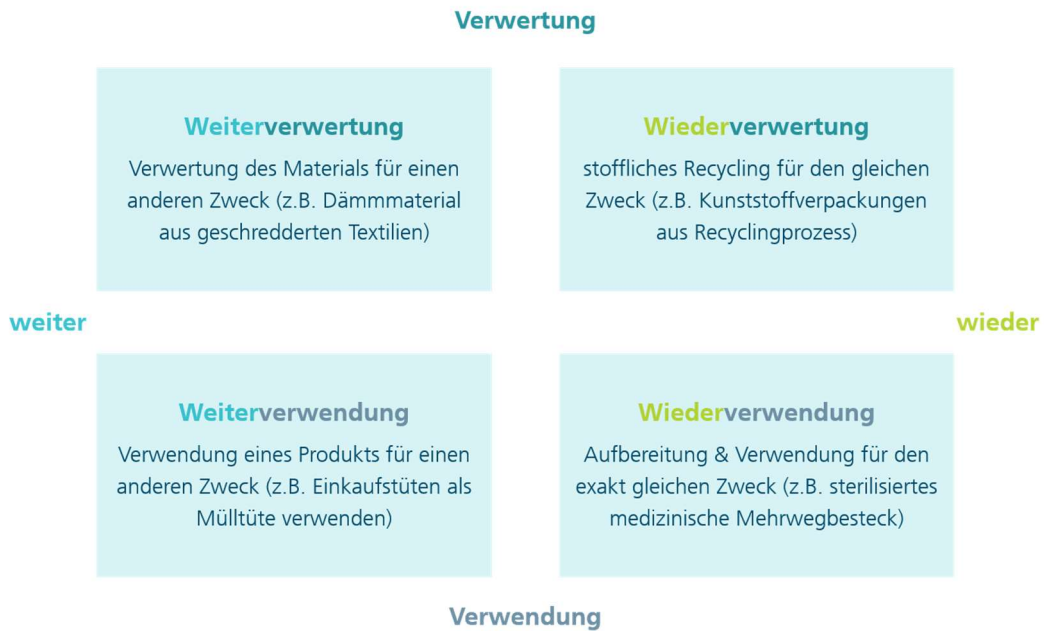 Verwertung
Weiterverwertung
Verwertung des Materials für einen
anderen Zweck (z.B. Dämmmaterial
aus geschredderten Textilien)
Wiederverwertung
stoffliches Recycling für den gleichen
Zweck (z.B. Kunststoffverpackungen
aus Recyclingprozess)
weiter
wieder
Weiterverwendung
Verwendung eines Produkts für einen
anderen Zweck (z.B. Einkaufstüten als
Mülltüte verwenden)
Wiederverwendung
Aufbereitung & Verwendung für den
exakt gleichen Zweck (z.B. sterilisiertes
medizinische Mehrwegbesteck)
Verwendung